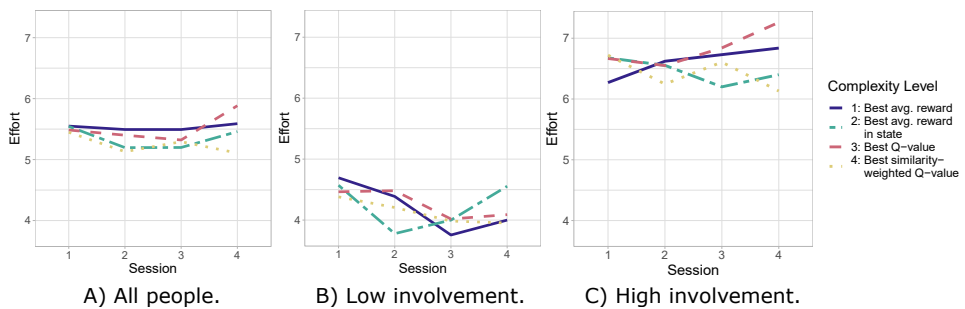 7
6
5
4
Effort
1 2 3 4
Session
A) All people.
7
6
5
4
Effort
1 2 3 4
Session
B) Low involvement.
7
6
5
4
Effort
1 2 3 4
Session
C) High involvement.
Complexity Level
1: Best avg. reward
2: Best avg. reward
in state
3: Best Q−value
4: Best similarity−
weighted Q−value